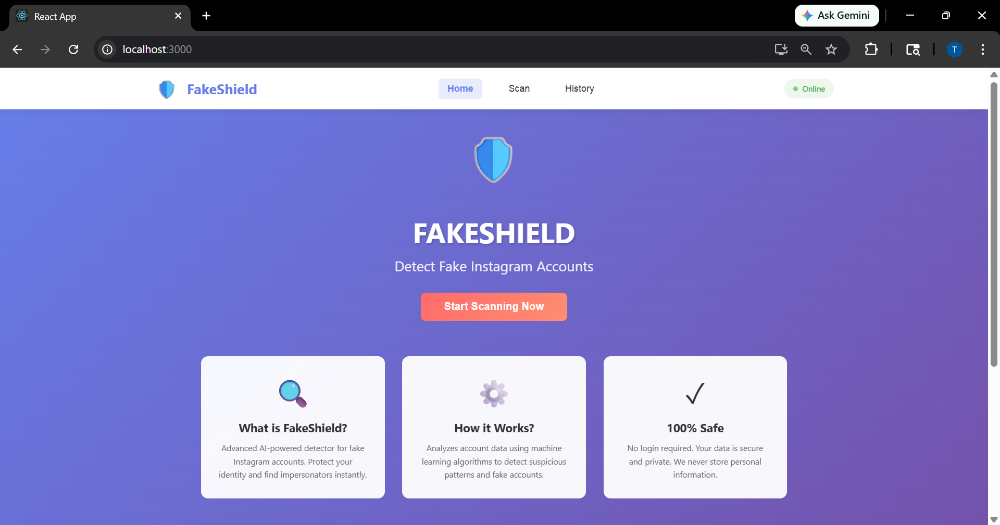 React App
Ask Gemini
localhost:3000
T
FakeShield
Home
Scan
History
Online
FAKESHIELD
Detect Fake Instagram Accounts
Start Scanning Now
What is FakeShield?
Advanced AI-powered detector for fake
Instagram accounts. Protect your
identity and find impersonators instantly.
How it Works?
Analyzes account data using machine
learning algorithms to detect suspicious
patterns and fake accounts.
100% Safe
No login required. Your data is secure
and private. We never store personal
information.